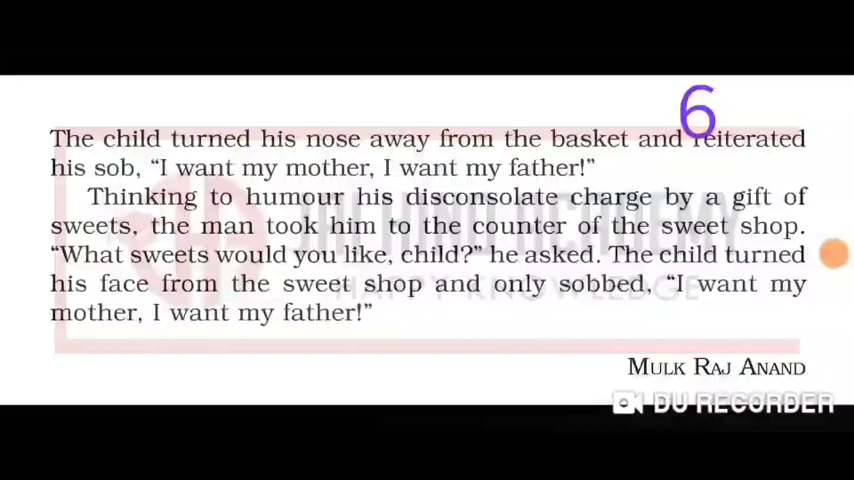 6
The child turned his nose away from the basket and reiterated
his sob, “I want my mother, I want my father!”
Thinking to humour his disconsolate charge by a gift of
sweets, the man took him to the counter of the sweet shop.
“What sweets would you like, child?” he asked. The child turned
his face from the sweet shop and only sobbed, “I want my
mother, I want my father!”
MULK RAJ ANAND
DU RECORDER
HAPPY KNOWLEDGE